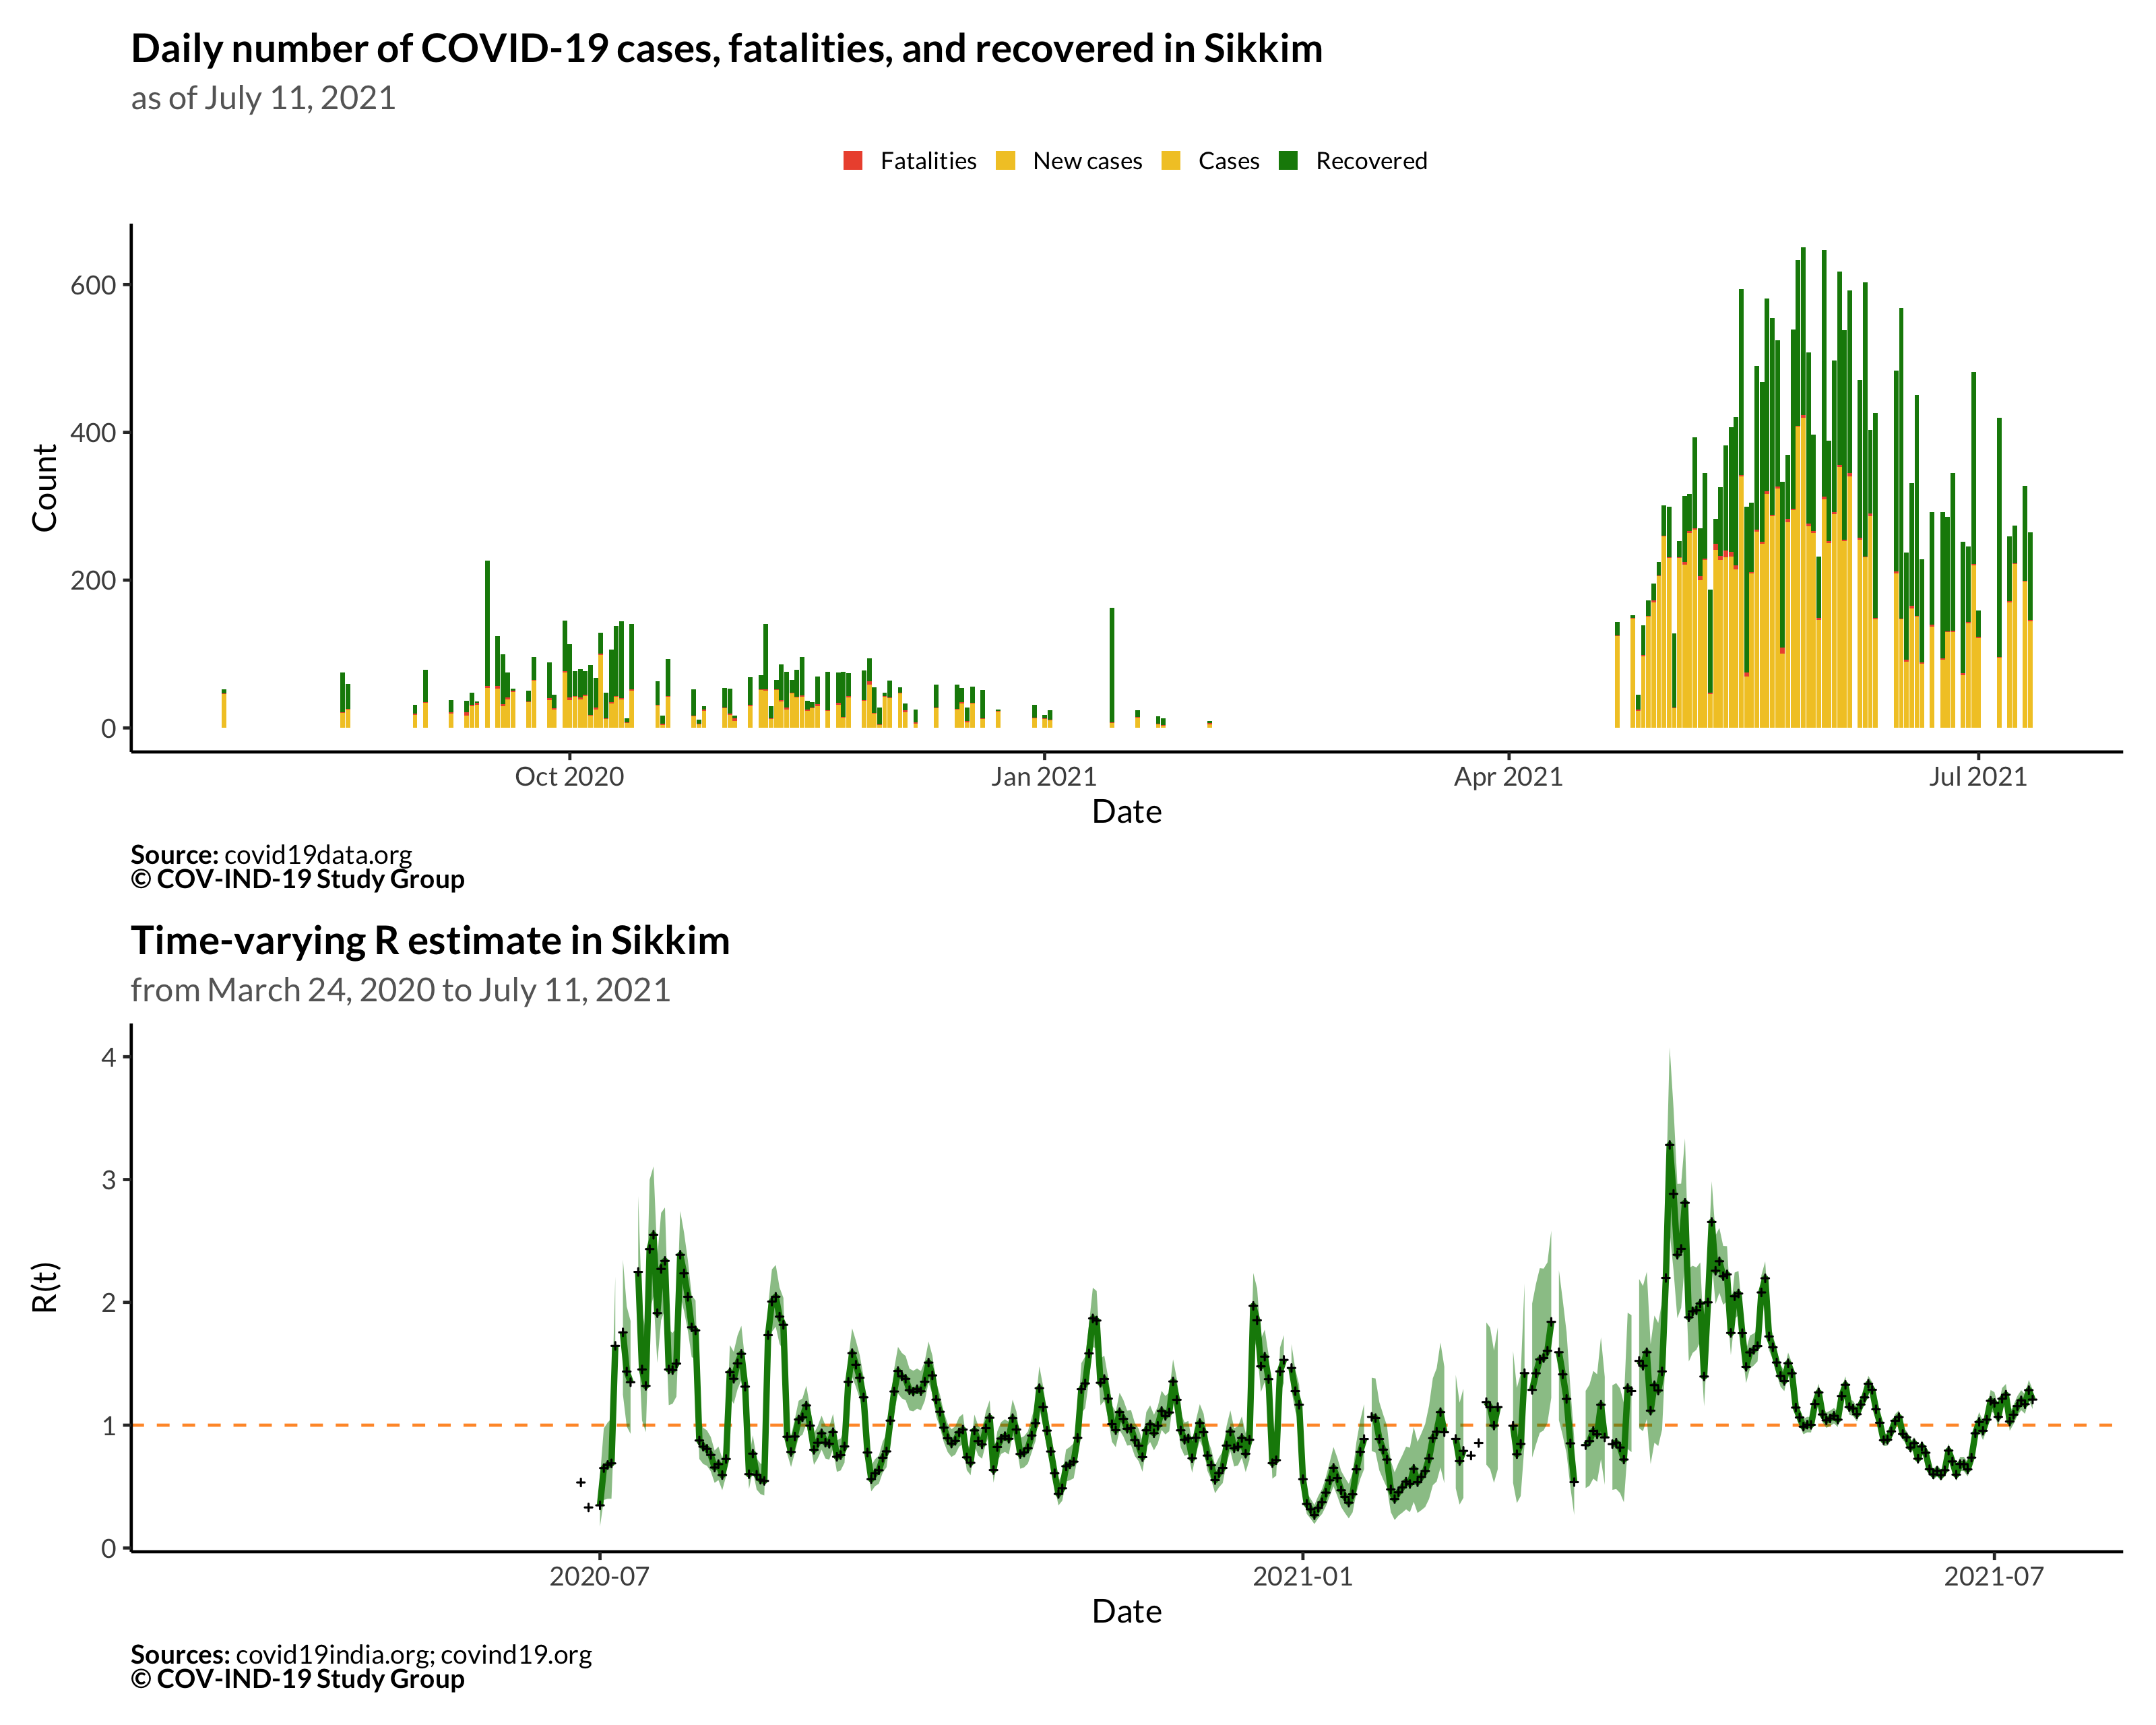 Daily number of COVID-19 cases, fatalities, and recovered in Sikkim
as of July 11, 2021
Fatalities New cases Cases Recovered
600
400
200
0
Count
Oct 2020 Jan 2021 Apr 2021 Jul 2021
Date
Source: covid19data.org
© COV-IND-19 Study Group
Time-varying R estimate in Sikkim
from March 24, 2020 to July 11, 2021
4
3
2
1
0
R(t)
2020-07 2021-01 2021-07
Date
Sources: covid19india.org; covind19.org
© COV-IND-19 Study Group